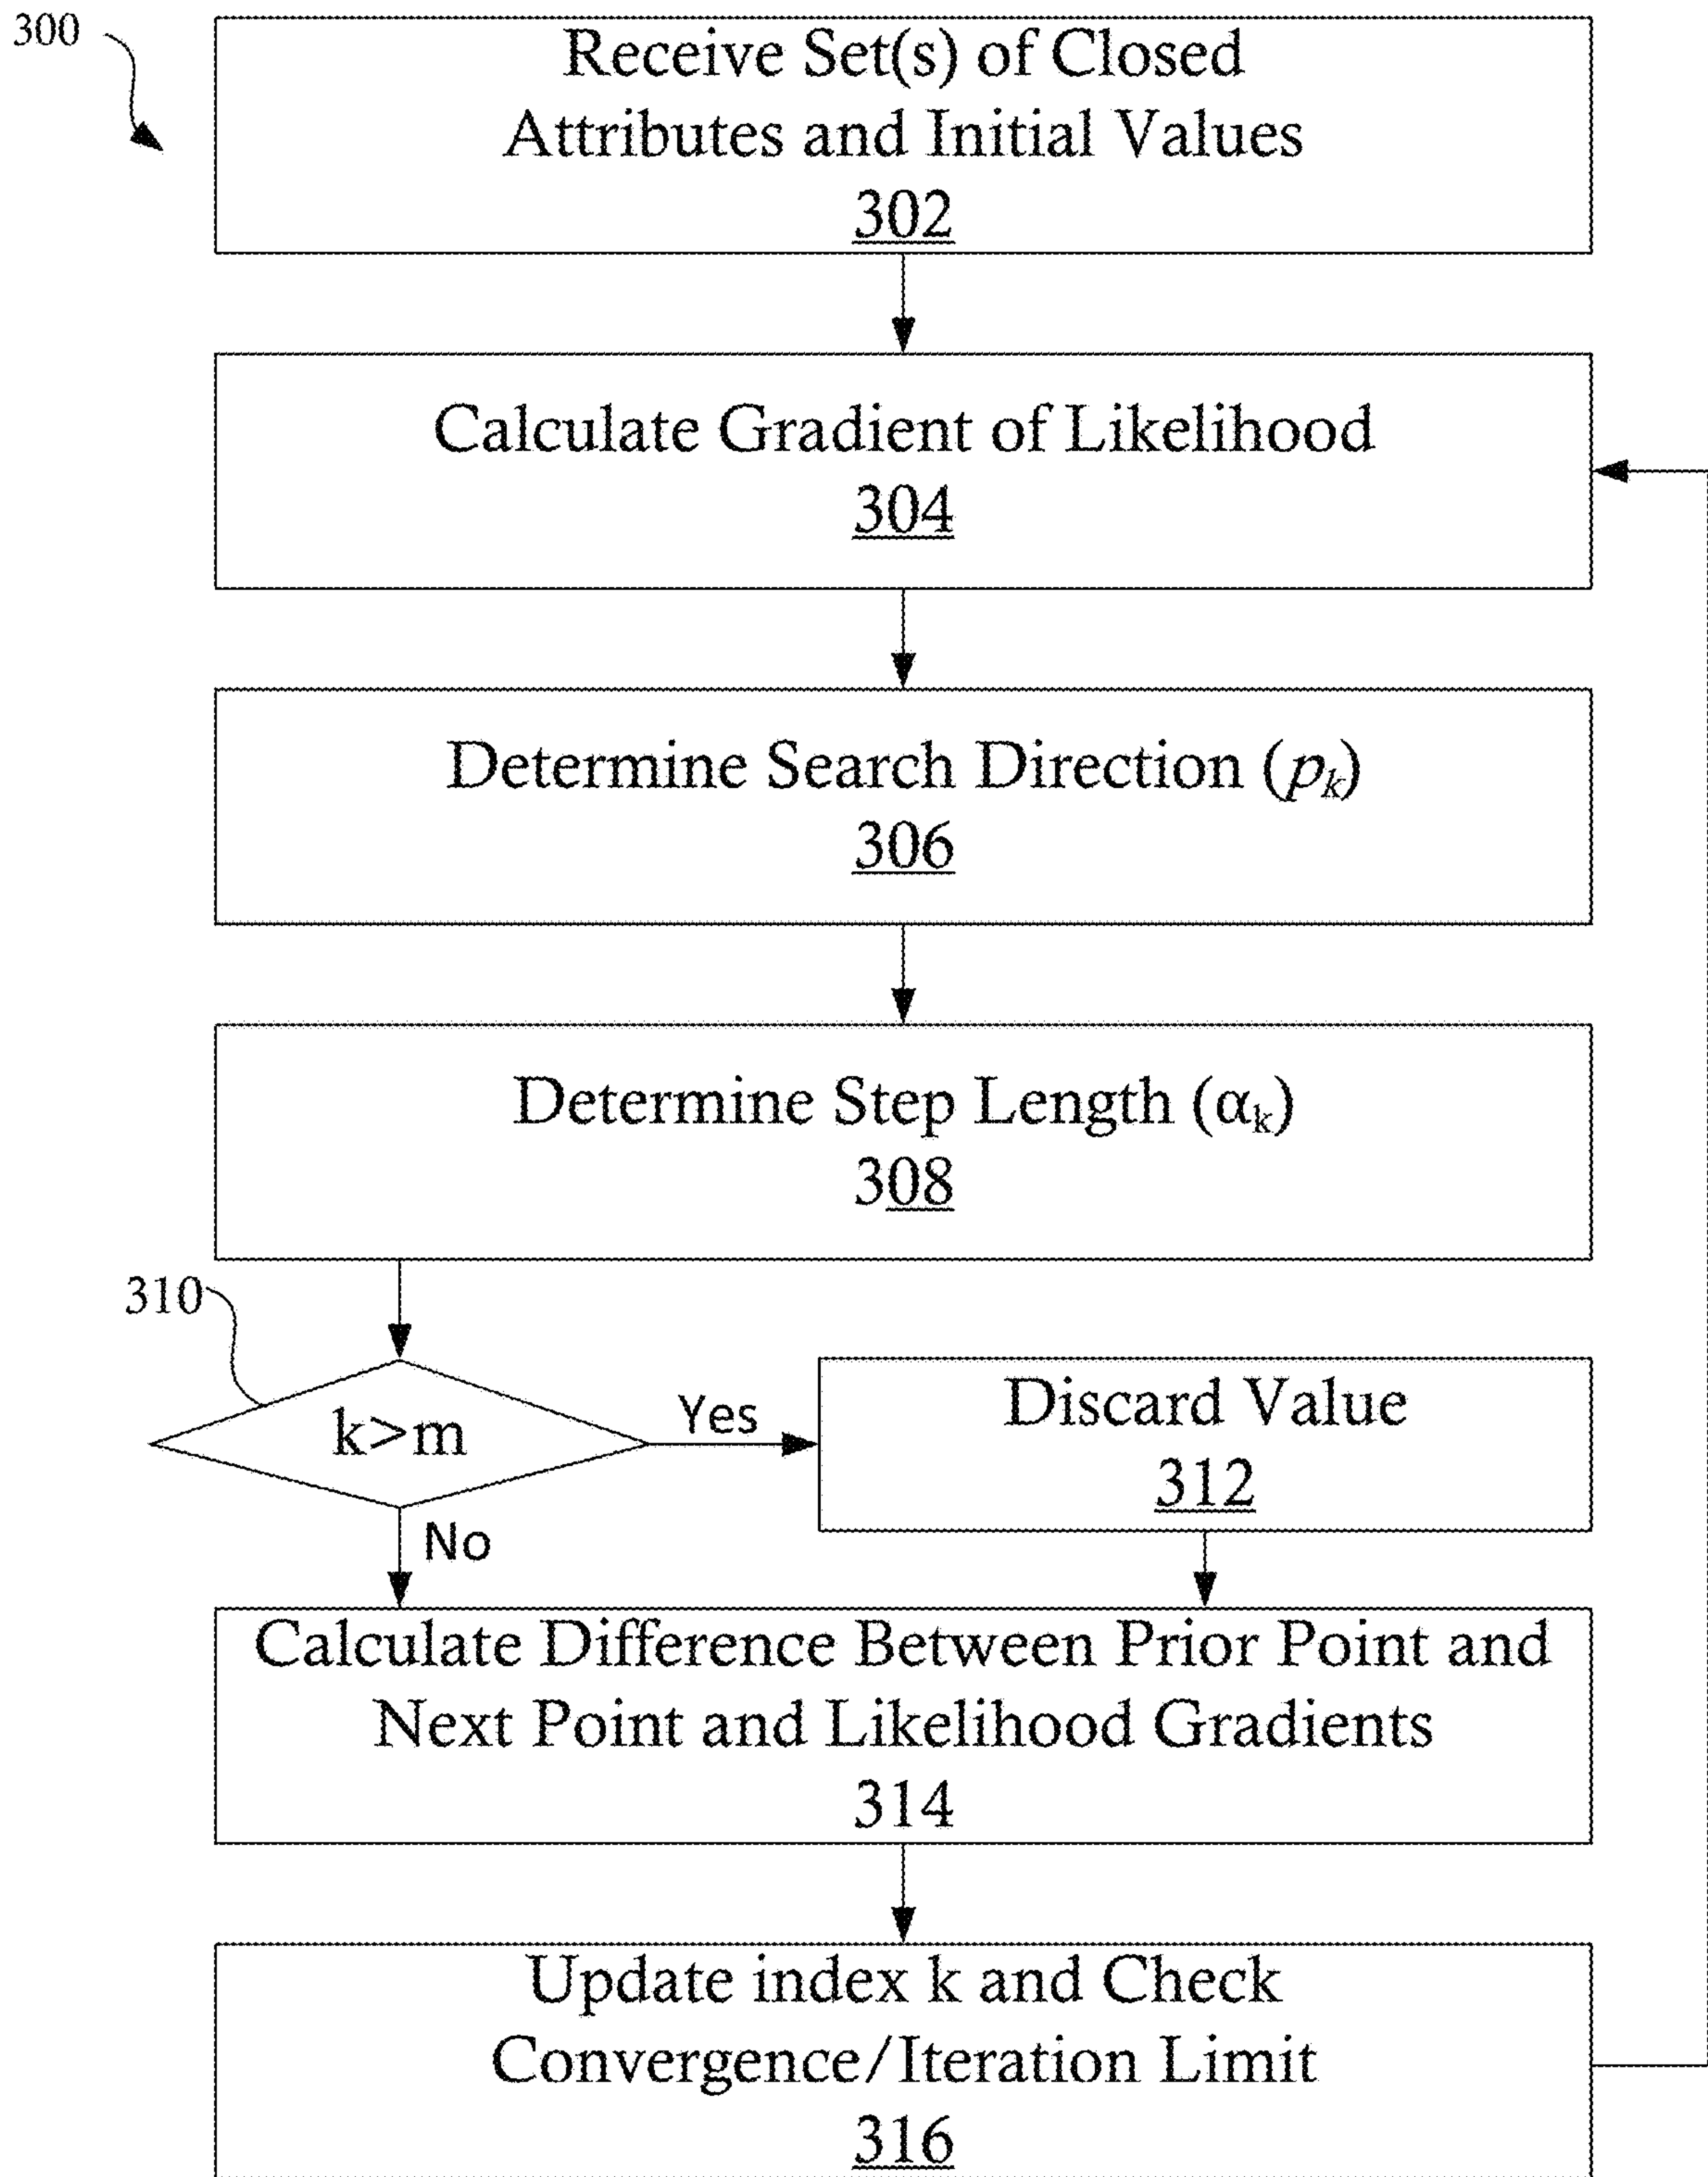 300
Receive Set(s) of Closed
Attributes and Initial Values
302
Calculate Gradient of Likelihood
304
Determine Search Direction (pₖ)
306
Determine Step Length (αₖ)
308
310
k>m
Yes
Discard Value
312
No
Calculate Difference Between Prior Point and
Next Point and Likelihood Gradients
314
Update index k and Check
Convergence/Iteration Limit
316